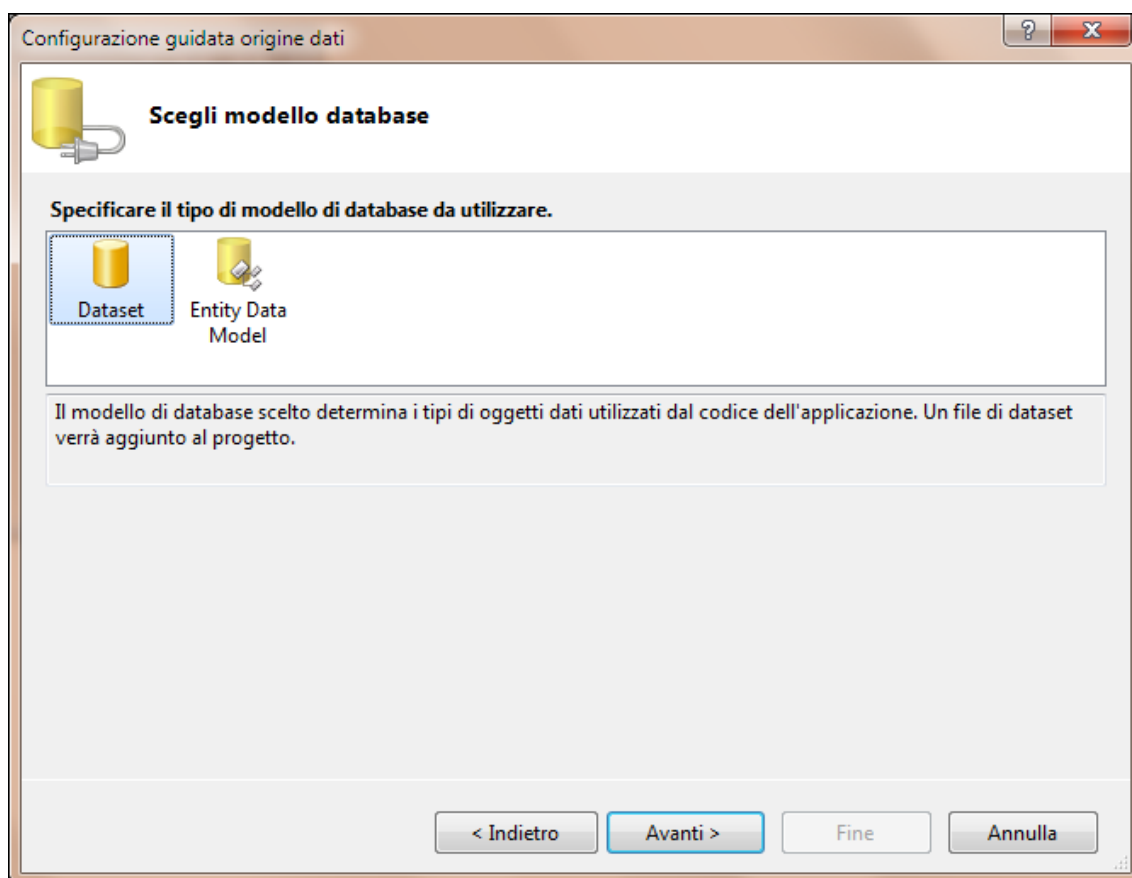 Configurazione guidata origine dati
Scegli modello database
Specificare il tipo di modello di database da utilizzare.
Dataset
Entity Data
Model
Il modello di database scelto determina i tipi di oggetti dati utilizzati dal codice dell'applicazione. Un file di dataset
verrà aggiunto al progetto.
< Indietro
Avanti >
Fine
Annulla